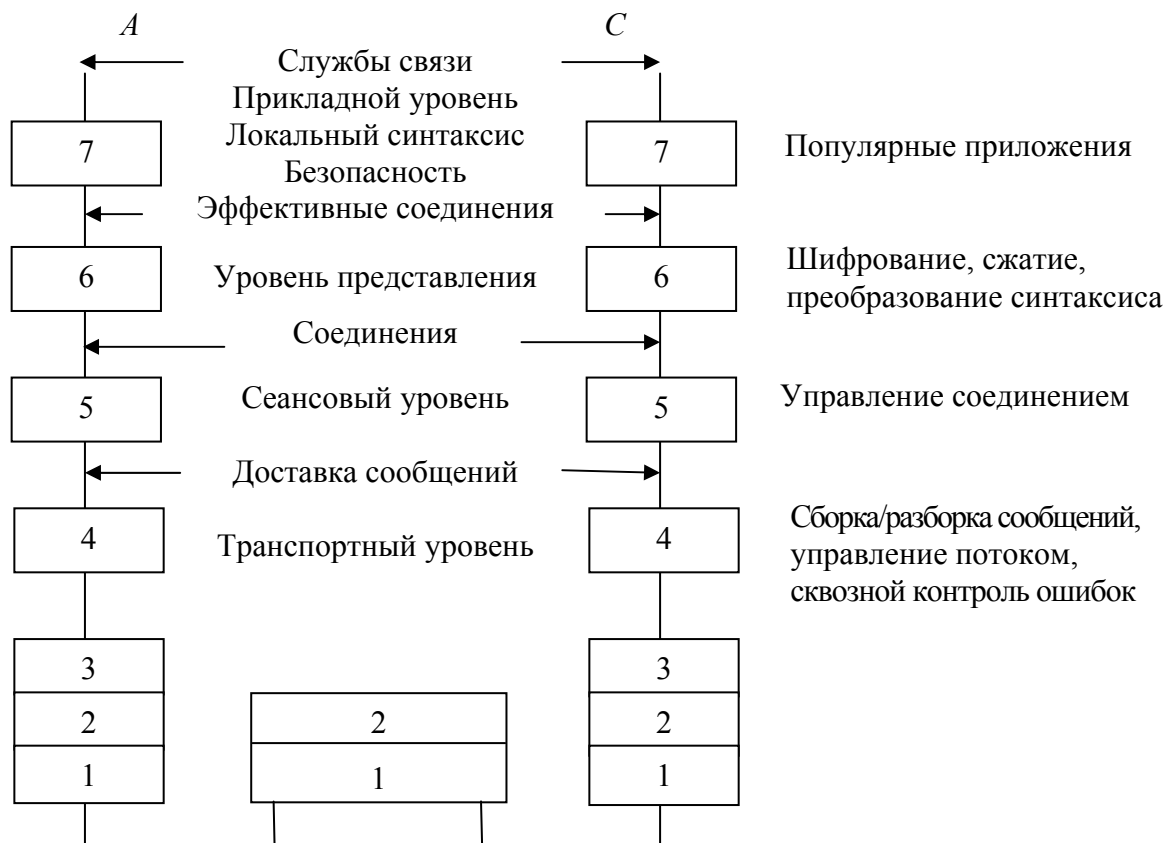 A
C
Службы связи
Прикладной уровень
Локальный синтаксис
Безопасность
Эффективные соединения
7
7
Популярные приложения
6
Уровень представления
6
Шифрование, сжатие,
преобразование синтаксиса
Соединения
5
Сеансовый уровень
5
Управление соединением
Доставка сообщений
4
Транспортный уровень
4
Сборка/разборка сообщений,
управление потоком,
сквозной контроль ошибок
3
3
2
2
2
1
1
1